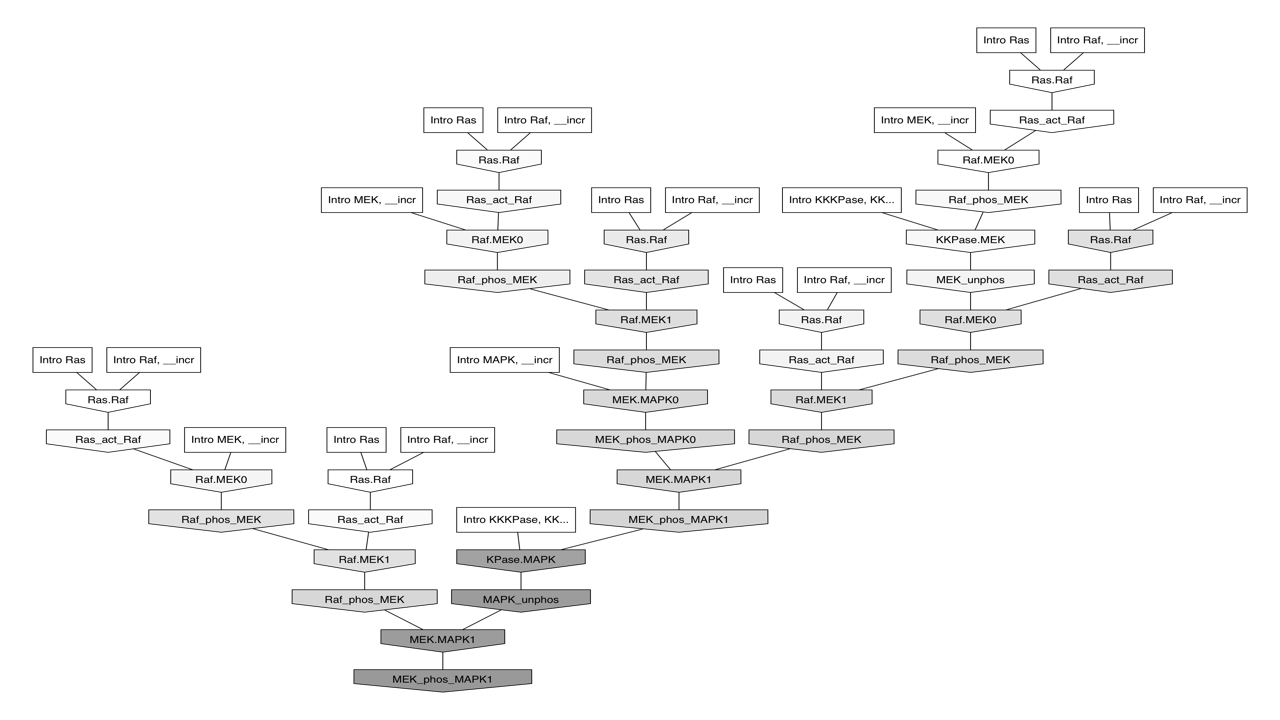 Intro Ras
Intro Raf, __incr
Ras.Raf
Intro Ras
Intro Raf, __incr
Intro MEK, __incr
Ras_act_Raf
Ras.Raf
Raf.MEK0
Intro MEK, __incr
Ras_act_Raf
Intro Ras
Intro Raf, __incr
Intro KKKPase, KK...
Raf_phos_MEK
Intro Ras
Intro Raf, __incr
Raf.MEK0
Ras.Raf
KKPase.MEK
Ras.Raf
Raf_phos_MEK
Ras_act_Raf
Intro Ras
Intro Raf, __incr
MEK_unphos
Ras_act_Raf
Raf.MEK1
Ras.Raf
Raf.MEK0
Intro Ras
Intro Raf, __incr
Intro MAPK, __incr
Raf_phos_MEK
Ras_act_Raf
Raf_phos_MEK
Ras.Raf
MEK.MAPK0
Raf.MEK1
Ras_act_Raf
Intro MEK, __incr
Intro Ras
Intro Raf, __incr
MEK_phos_MAPK0
Raf_phos_MEK
Raf.MEK0
Ras.Raf
MEK.MAPK1
Raf_phos_MEK
Ras_act_Raf
Intro KKKPase, KK...
MEK_phos_MAPK1
Raf.MEK1
KPase.MAPK
Raf_phos_MEK
MAPK_unphos
MEK.MAPK1
MEK_phos_MAPK1